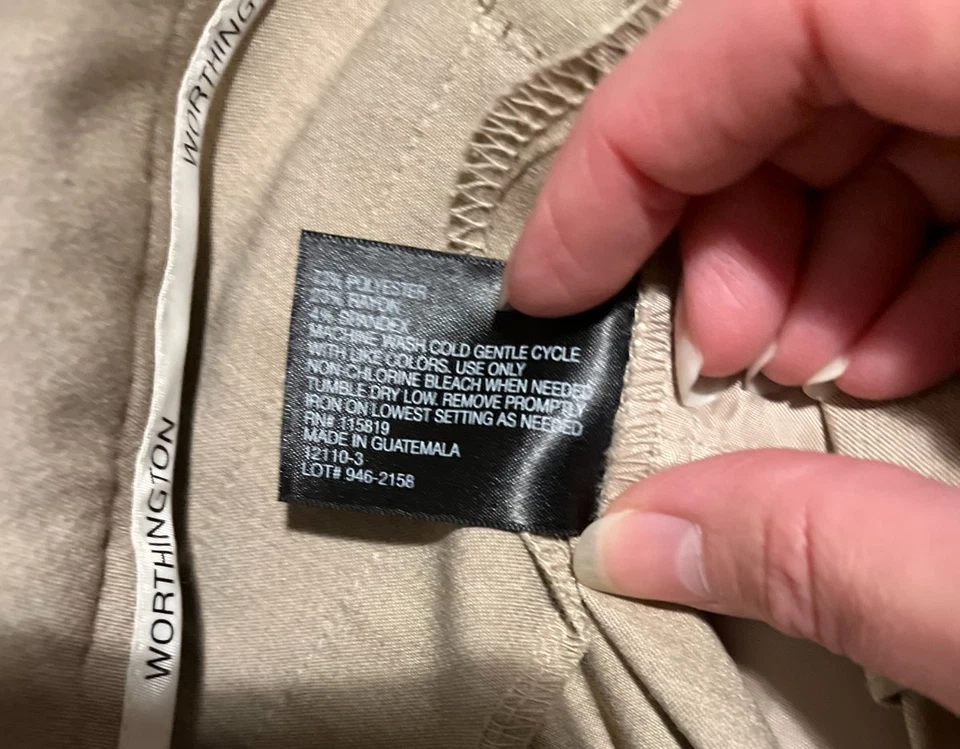 WORTHING
WORTHINGTON
POLYESTER
RAYON
4% SPANDEX
MACHINE WASH COLD GENTLE CYCLE
WITH LIKE COLORS. USE ONLY
NON-CHLORINE BLEACH WHEN NEEDED
TUMBLE DRY LOW. REMOVE PROMPTLY
IRON ON LOWEST SETTING AS NEEDED
RN# 115819
MADE IN GUATEMALA
12110-3
LOT# 946-2158